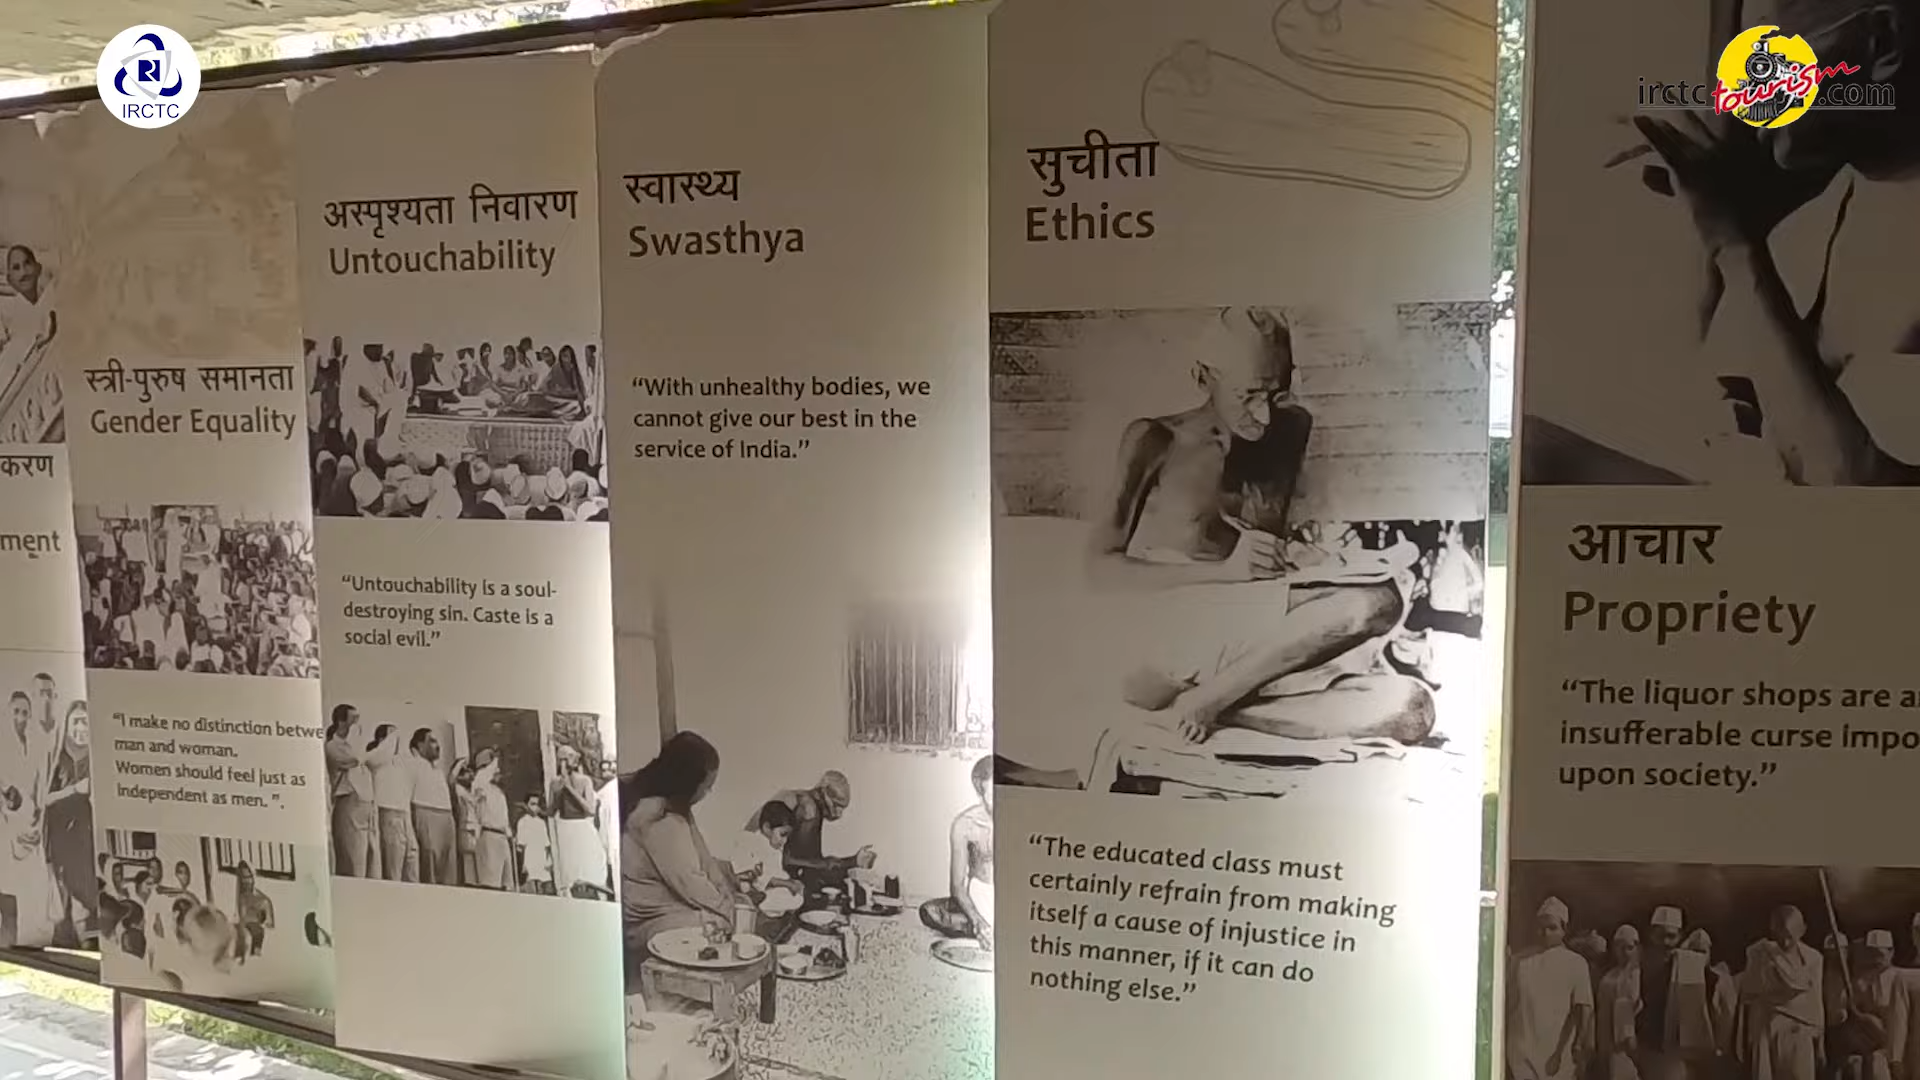 IRCTC
irctc tourism .com
करण
ment
स्त्री-पुरुष समानता
Gender Equality
“I make no distinction betwe
man and woman.
Women should feel just as
independent as men.”.
अस्पृश्यता निवारण
Untouchability
“Untouchability is a soul-
destroying sin. Caste is a
social evil.”
स्वास्थ्य
Swasthya
“With unhealthy bodies, we
cannot give our best in the
service of India.”
सुचीता
Ethics
“The educated class must
certainly refrain from making
itself a cause of injustice in
this manner, if it can do
nothing else.”
आचार
Propriety
“The liquor shops are a
insufferable curse impo
upon society.”